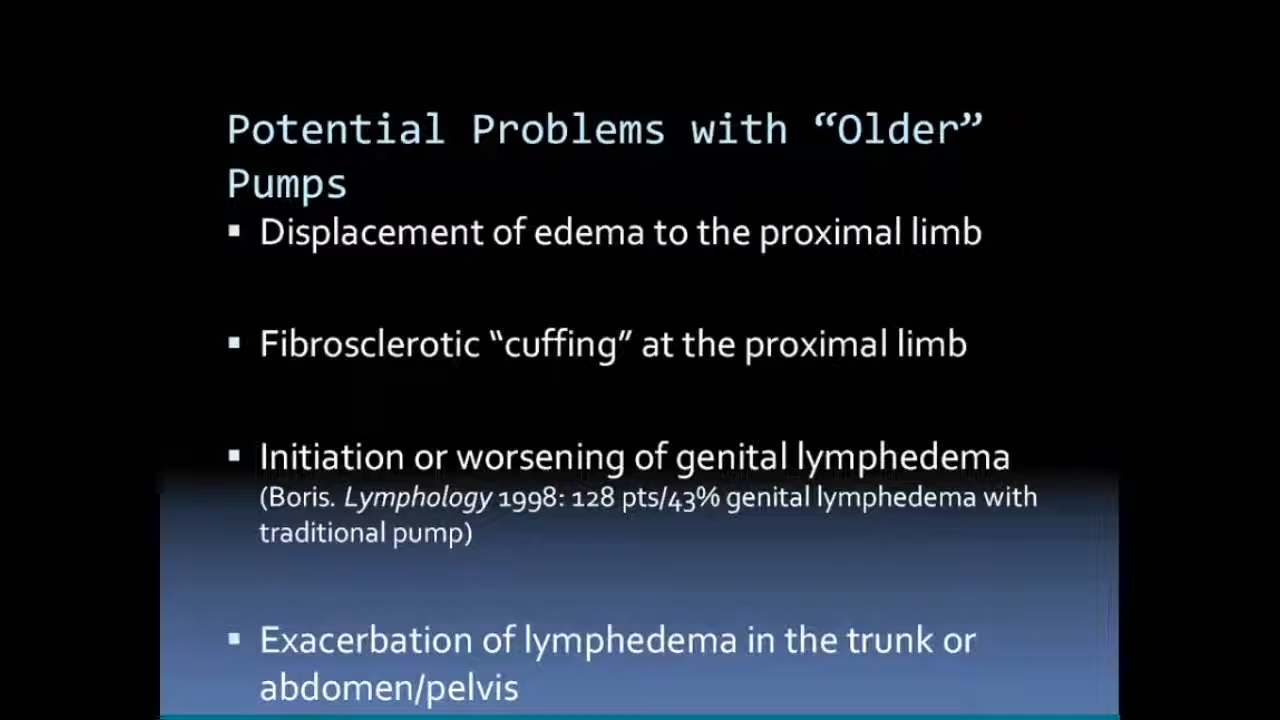 Potential Problems with “Older”
Pumps
▪ Displacement of edema to the proximal limb
▪ Fibrosclerotic “cuffing” at the proximal limb
▪ Initiation or worsening of genital lymphedema
(Boris. Lymphology 1998: 128 pts/43% genital lymphedema with
traditional pump)
▪ Exacerbation of lymphedema in the trunk or
abdomen/pelvis